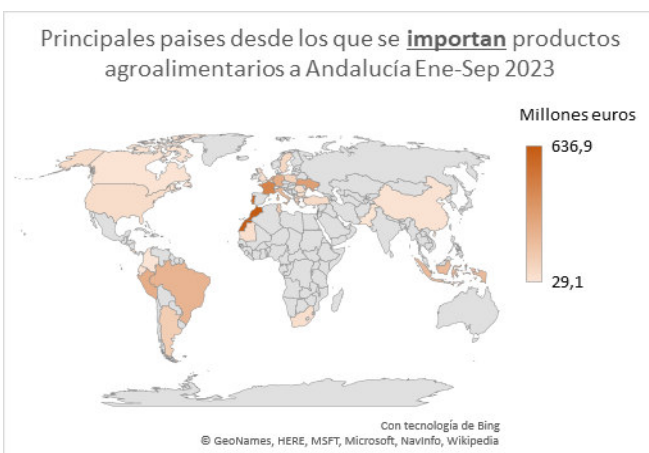 Principales paises desde los que se importan productos
agroalimentarios a Andalucía Ene-Sep 2023
Millones euros
636,9
29,1
Con tecnología de Bing
© GeoNames, HERE, MSFT, Microsoft, NavInfo, Wikipedia